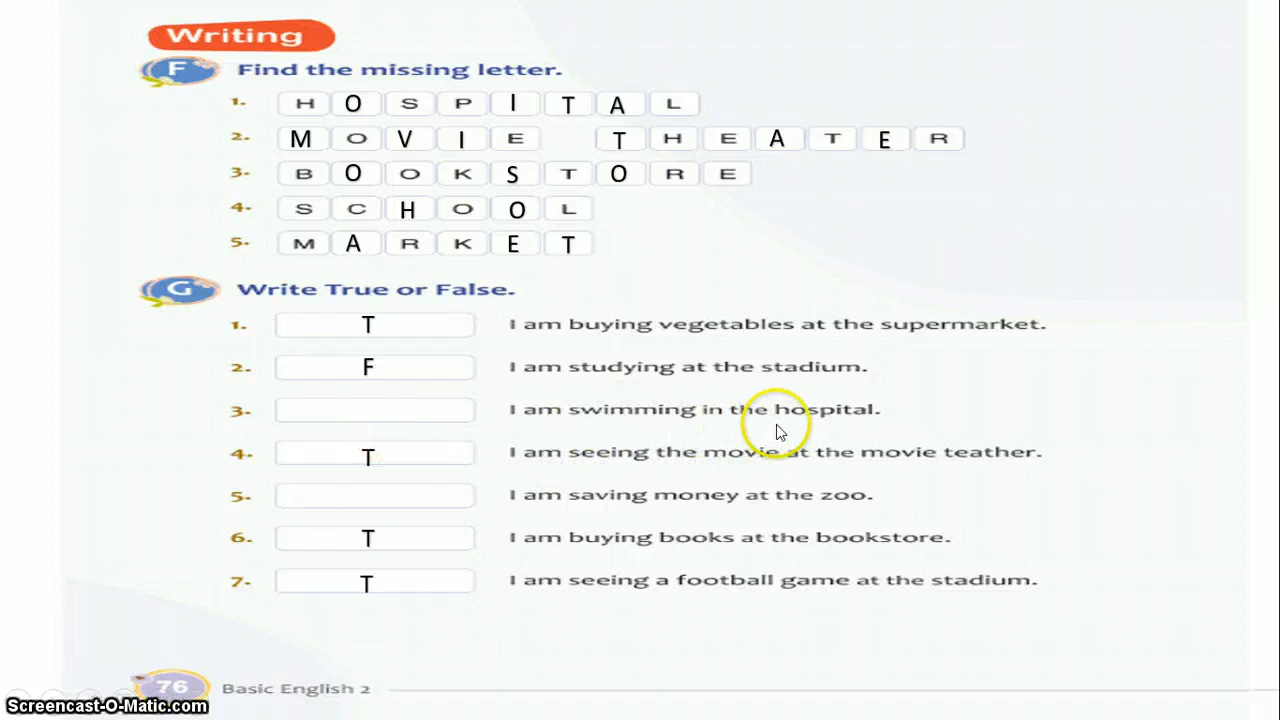 Writing
F Find the missing letter.
1. H O S P I T A L
2. M O V I E T H E A T E R
3. B O O K S T O R E
4. S C H O O L
5. M A R K E T
G Write True or False.
1. T I am buying vegetables at the supermarket.
2. F I am studying at the stadium.
3. I am swimming in the hospital.
4. T I am seeing the movie at the movie teather.
5. I am saving money at the zoo.
6. T I am buying books at the bookstore.
7. T I am seeing a football game at the stadium.
76 Basic English 2
Screencast-O-Matic.com